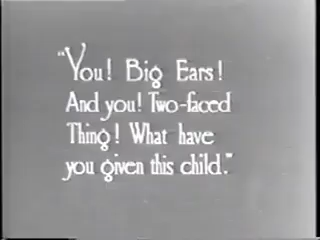 "You! Big Ears!
And you! Two-faced
Thing! What have
you given this child."